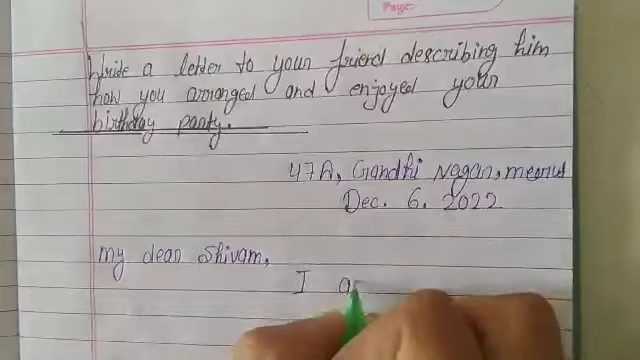 Page:
Write a letter to your friend describing him
how you arranged and enjoyed your
birthday party.
47A, Gandhi Nagar, meerut
Dec. 6. 2022
my dear Shivam,
I a